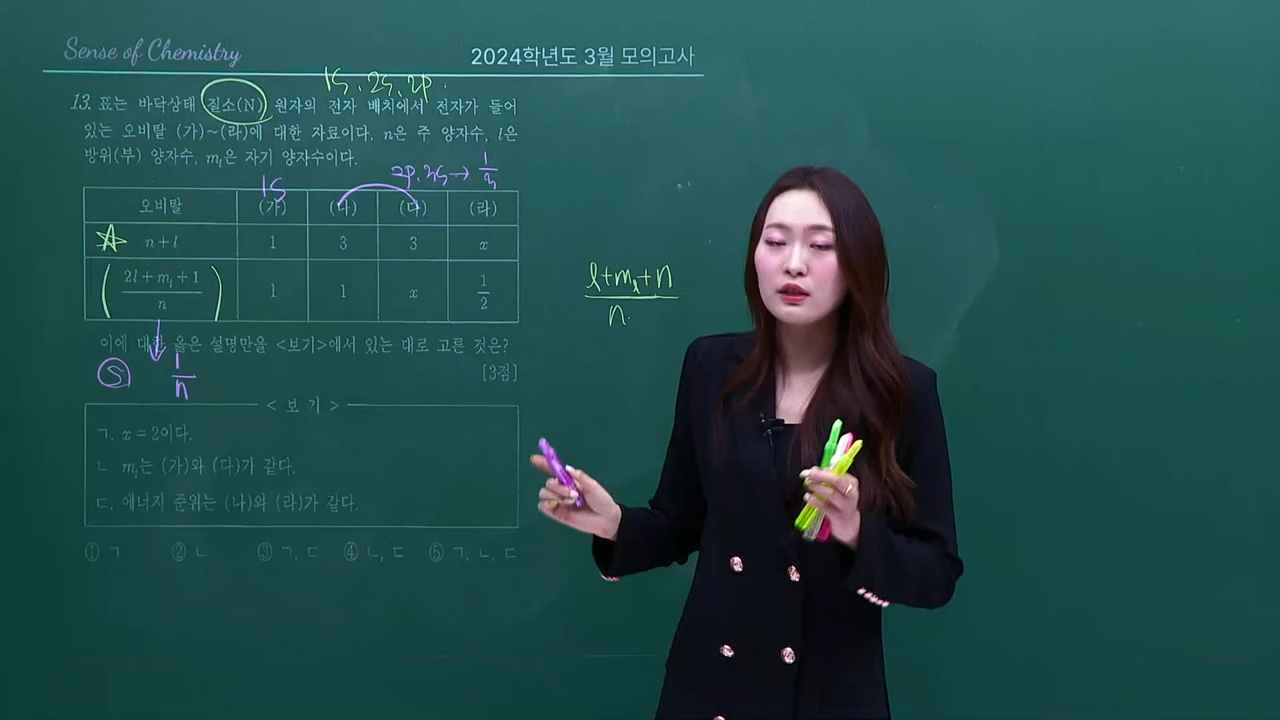 Sense of Chemistry
2024학년도 3월 모의고사
1S, 2S, 2P.
13. 표는 바닥상태 질소(N) 원자의 전자 배치에서 전자가 들어
있는 오비탈 (가)~(라)에 대한 자료이다. n은 주 양자수, l은
방위(부) 양자수, mₗ은 자기 양자수이다.
1S
2P. 3S → 1/3
오비탈 (가) (나) (다) (라)
☆ n+l 1 3 3 x
((2l+mₗ+1)/n) 1 1 x 1/2
(l+mₗ+n)/n.
이에 대한 옳은 설명만을 <보기>에서 있는 대로 고른 것은?
[3점]
S 1/n
< 보 기 >
ㄱ. x=2이다.
ㄴ. mₗ는 (가)와 (다)가 같다.
ㄷ. 에너지 준위는 (나)와 (라)가 같다.
① ㄱ ② ㄴ ③ ㄱ, ㄷ ④ ㄴ, ㄷ ⑤ ㄱ, ㄴ, ㄷ